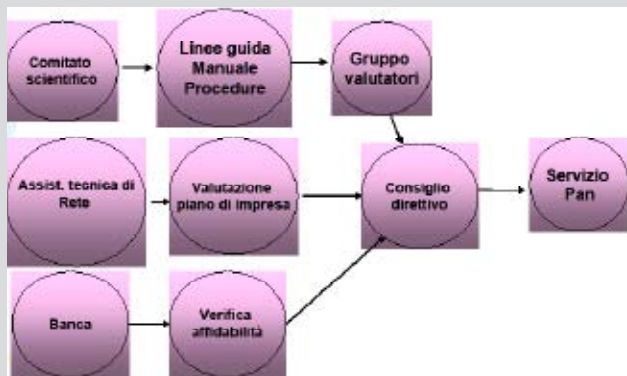 Comitato
scientifico
Linee guida
Manuale
Procedure
Gruppo
valutatori
Assist. tecnica di
Rete
Valutazione
piano di impresa
Consiglio
direttivo
Servizio
Pan
Banca
Verifica
affidabilità